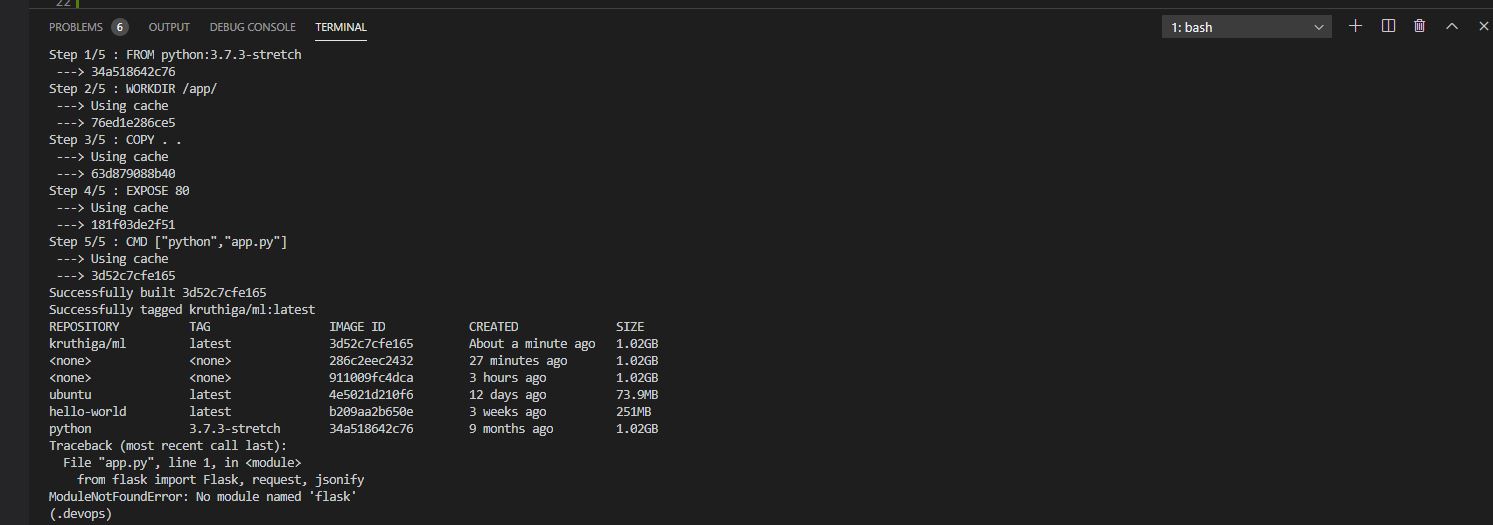 22
PROBLEMS 6 OUTPUT DEBUG CONSOLE TERMINAL 1: bash
Step 1/5 : FROM python:3.7.3-stretch
---> 34a518642c76
Step 2/5 : WORKDIR /app/
---> Using cache
---> 76ed1e286ce5
Step 3/5 : COPY . .
---> Using cache
---> 63d879088b40
Step 4/5 : EXPOSE 80
---> Using cache
---> 181f03de2f51
Step 5/5 : CMD ["python","app.py"]
---> Using cache
---> 3d52c7cfe165
Successfully built 3d52c7cfe165
Successfully tagged kruthiga/ml:latest
REPOSITORY TAG IMAGE ID CREATED SIZE
kruthiga/ml latest 3d52c7cfe165 About a minute ago 1.02GB
<none> <none> 286c2eec2432 27 minutes ago 1.02GB
<none> <none> 911009fc4dca 3 hours ago 1.02GB
ubuntu latest 4e5021d210f6 12 days ago 73.9MB
hello-world latest b209aa2b650e 3 weeks ago 251MB
python 3.7.3-stretch 34a518642c76 9 months ago 1.02GB
Traceback (most recent call last):
File "app.py", line 1, in <module>
from flask import Flask, request, jsonify
ModuleNotFoundError: No module named 'flask'
(.devops)